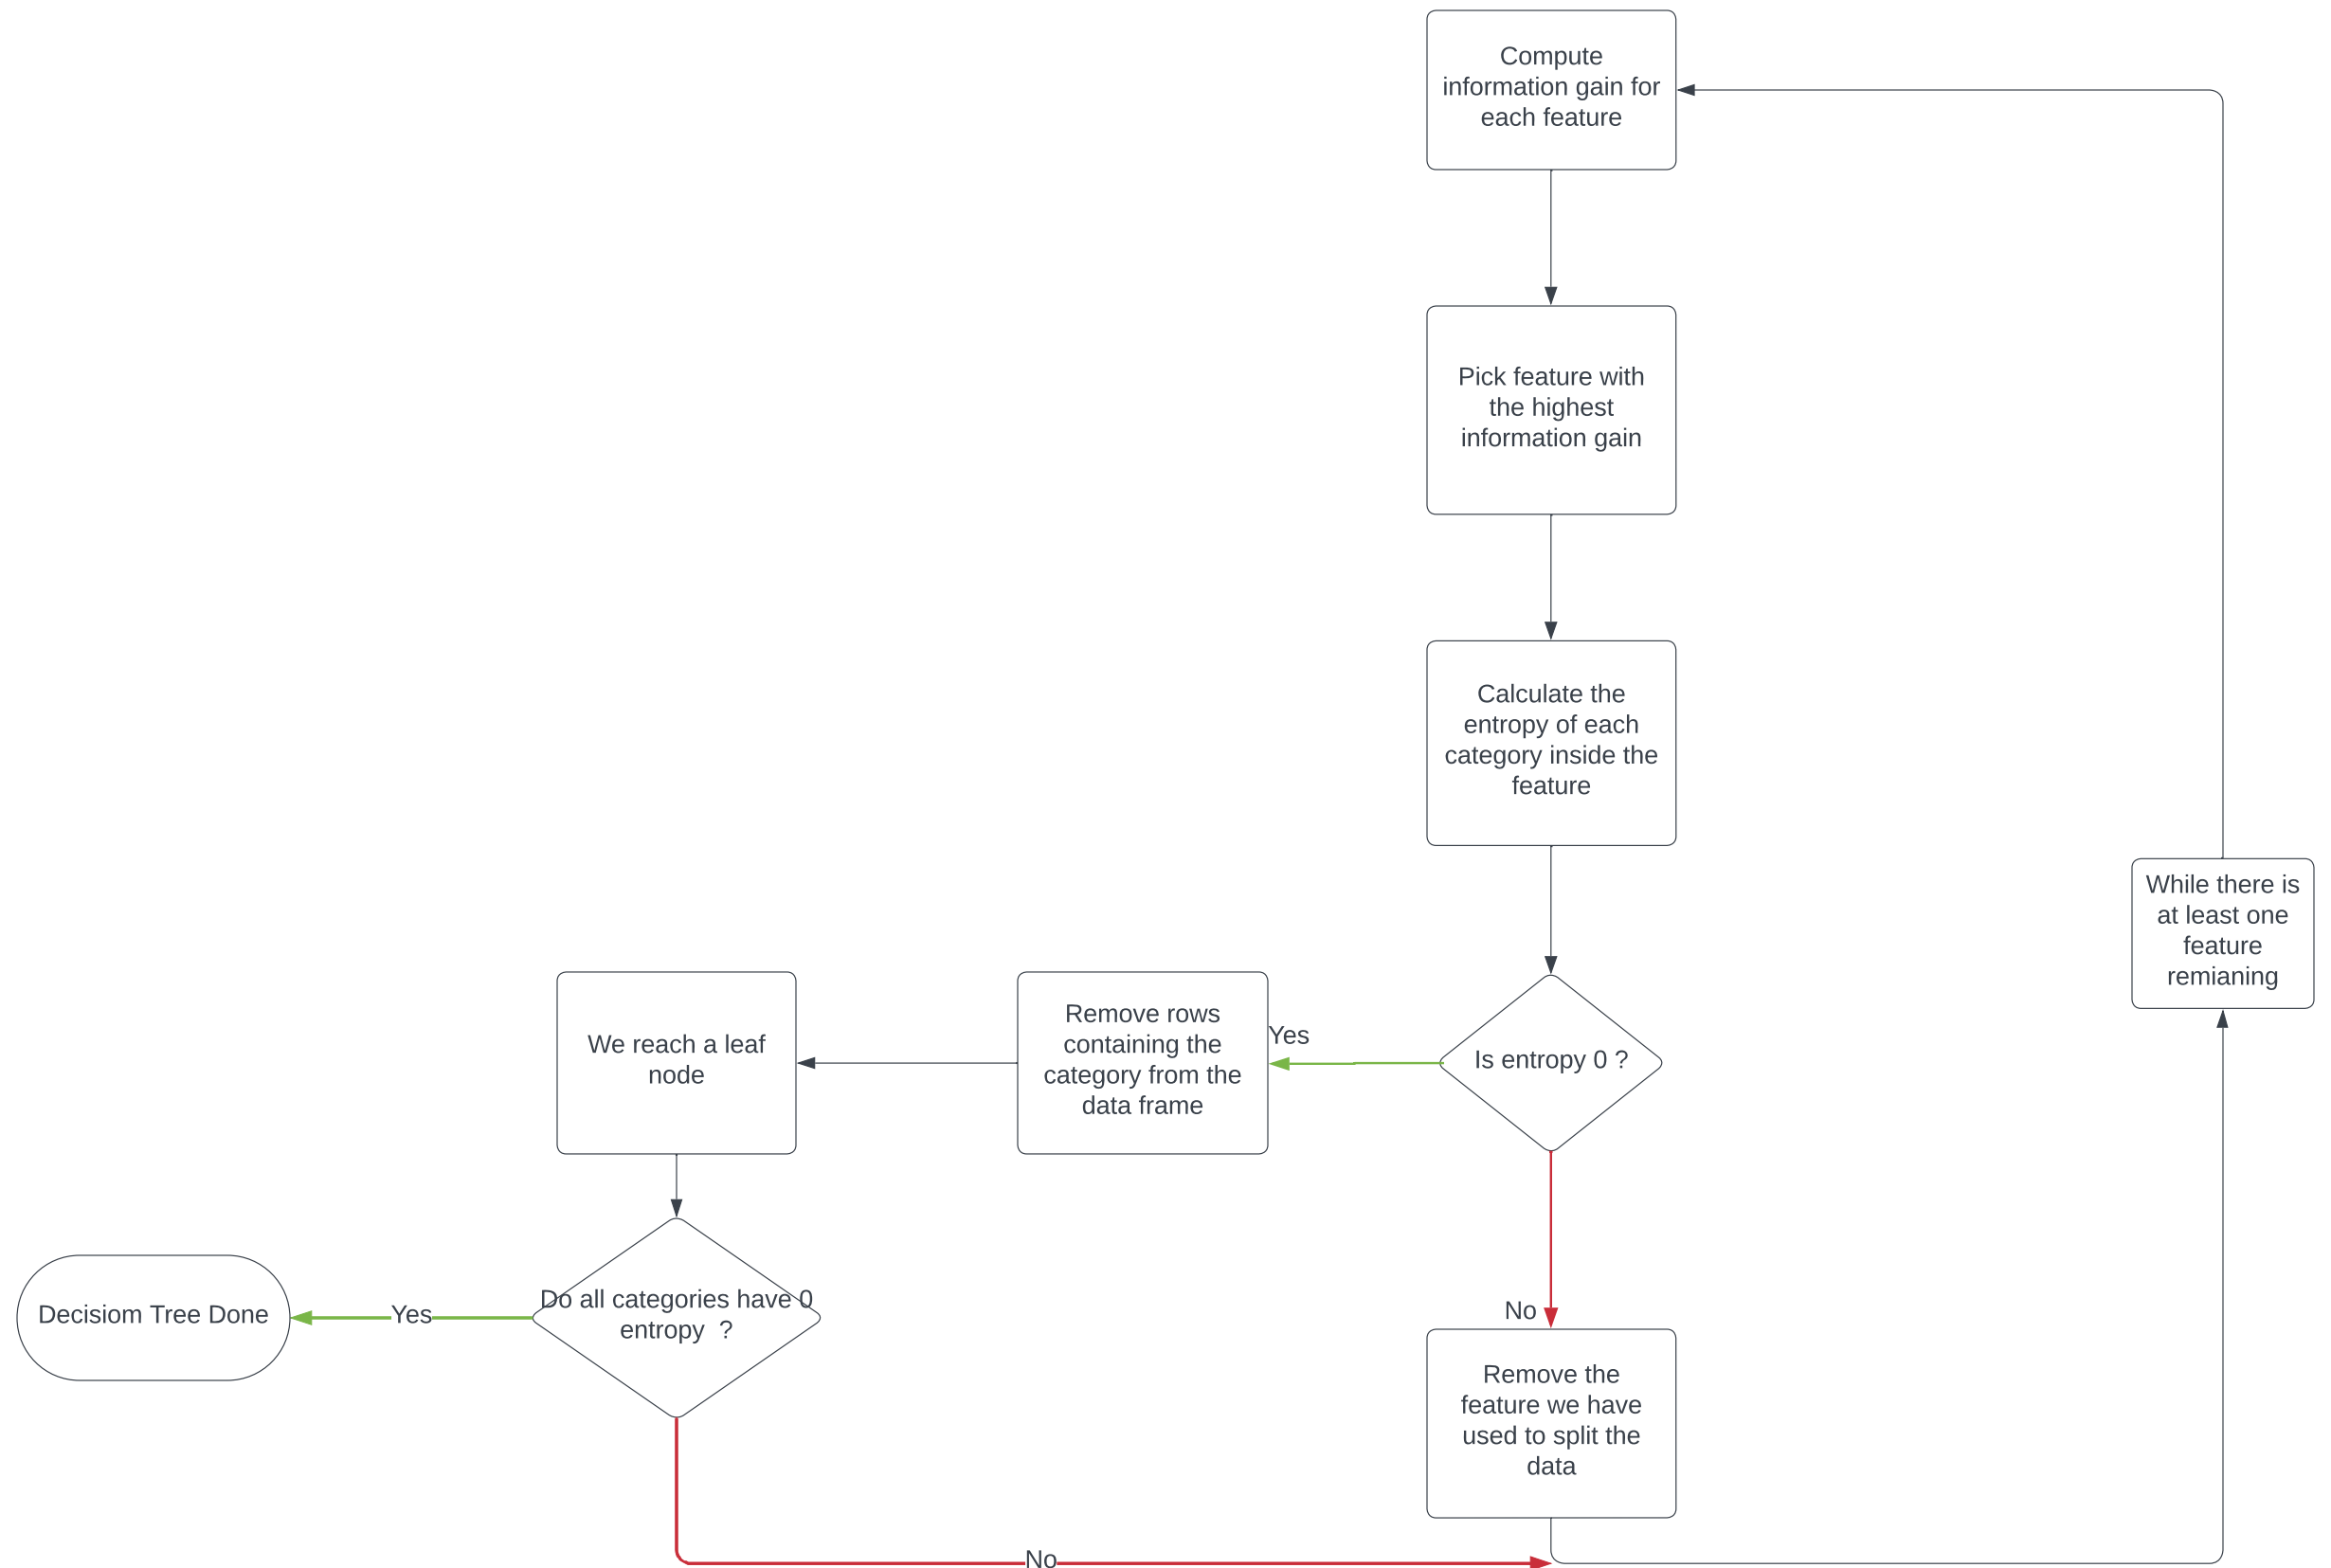 Compute
information gain for
each feature
Pick feature with
the highest
information gain
Calculate the
entropy of each
category inside the
feature
While there is
at least one
feature
remianing
Is entropy 0 ?
Yes
Remove rows
containing the
category from the
data frame
We reach a leaf
node
Do all categories have 0
entropy  ?
Yes
Decisiom Tree Done
No
Remove the
feature we have
used to split the
data
No